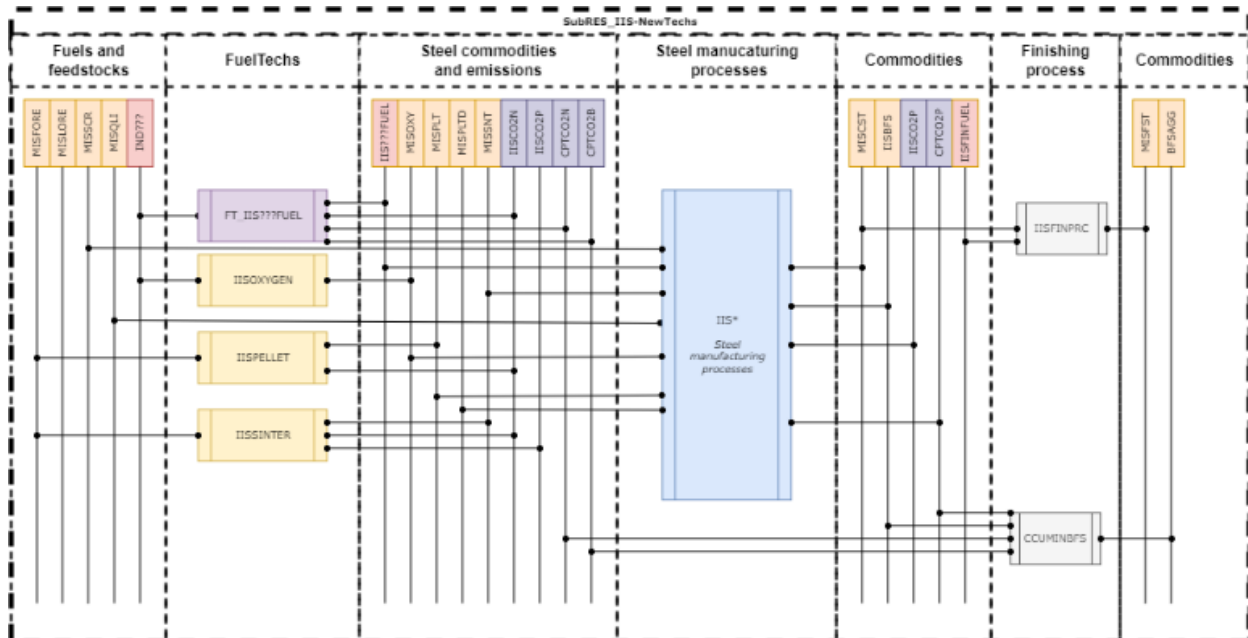 SubRES_IIS-NewTechs
Fuels and
feedstocks
FuelTechs
Steel commodities
and emissions
Steel manucaturing
processes
Commodities
Finishing
process
Commodities
MISFORE
MISLORE
MISSCR
MISQLI
IND???
IIS???FUEL
MISOXY
MISPLT
MISPLTD
MISSNT
IISCO2N
IISCO2P
CPTCO2N
CPTCO2B
MISCST
IISBFS
IISCO2P
CPTCO2P
IISFINFUEL
MISFST
BFSAGG
FT_IIS???FUEL
IISFINPRC
IISOXYGEN
IIS*
Steel
manufacturing
processes
IISPELLET
IISSINTER
CCUMINBFS